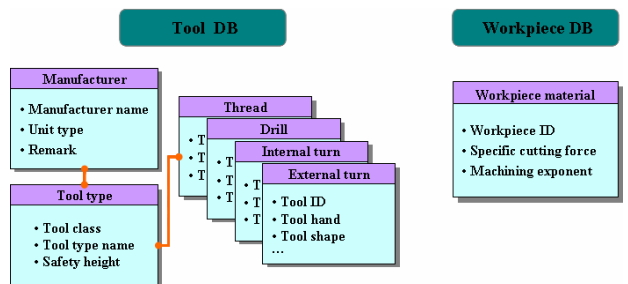 Tool DB
Workpiece DB
Manufacturer
• Manufacturer name
• Unit type
• Remark
Tool type
• Tool class
• Tool type name
• Safety height
Thread
• T
• T
• T
Drill
• T
• T
• T
Internal turn
• T
• T
• T
External turn
• Tool ID
• Tool hand
• Tool shape
...
Workpiece material
• Workpiece ID
• Specific cutting force
• Machining exponent